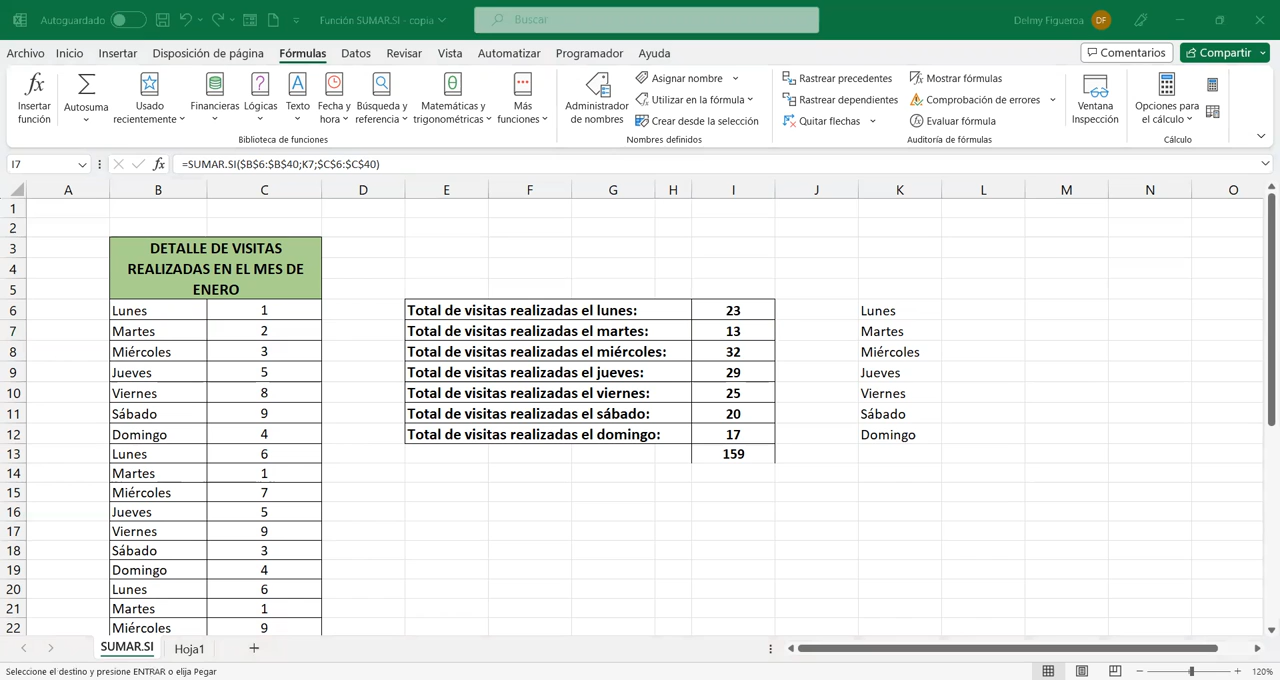 Autoguardado
Función SUMAR.SI - copia
Buscar
Delmy Figueroa
DF
Archivo Inicio Insertar Disposición de página Fórmulas Datos Revisar Vista Automatizar Programador Ayuda
Comentarios
Compartir
Insertar función
Autosuma
Usado recientemente
Financieras
Lógicas
Texto
Fecha y hora
Búsqueda y referencia
Matemáticas y trigonométricas
Más funciones
Biblioteca de funciones
Administrador de nombres
Asignar nombre
Utilizar en la fórmula
Crear desde la selección
Nombres definidos
Rastrear precedentes
Rastrear dependientes
Quitar flechas
Mostrar fórmulas
Comprobación de errores
Evaluar fórmula
Auditoría de fórmulas
Ventana Inspección
Opciones para el cálculo
Cálculo
I7
fx
=SUMAR.SI($B$6:$B$40;K7;$C$6:$C$40)
A B C D E F G H I J K L M N O
1
2
3 DETALLE DE VISITAS
4 REALIZADAS EN EL MES DE
5 ENERO
6 Lunes 1 Total de visitas realizadas el lunes: 23 Lunes
7 Martes 2 Total de visitas realizadas el martes: 13 Martes
8 Miércoles 3 Total de visitas realizadas el miércoles: 32 Miércoles
9 Jueves 5 Total de visitas realizadas el jueves: 29 Jueves
10 Viernes 8 Total de visitas realizadas el viernes: 25 Viernes
11 Sábado 9 Total de visitas realizadas el sábado: 20 Sábado
12 Domingo 4 Total de visitas realizadas el domingo: 17 Domingo
13 Lunes 6 159
14 Martes 1
15 Miércoles 7
16 Jueves 5
17 Viernes 9
18 Sábado 3
19 Domingo 4
20 Lunes 6
21 Martes 1
22 Miércoles 9
SUMAR.SI Hoja1
Seleccione el destino y presione ENTRAR o elija Pegar
120%